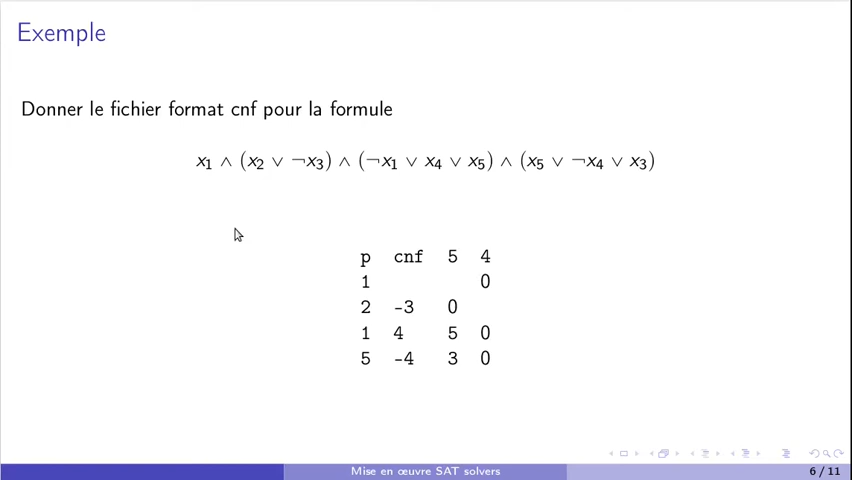 Exemple
Donner le fichier format cnf pour la formule
x₁ ∧ (x₂ ∨ ¬x₃) ∧ (¬x₁ ∨ x₄ ∨ x₅) ∧ (x₅ ∨ ¬x₄ ∨ x₃)
p cnf 5 4
1 0
2 -3 0
1 4 5 0
5 -4 3 0
Mise en œuvre SAT solvers 6 / 11